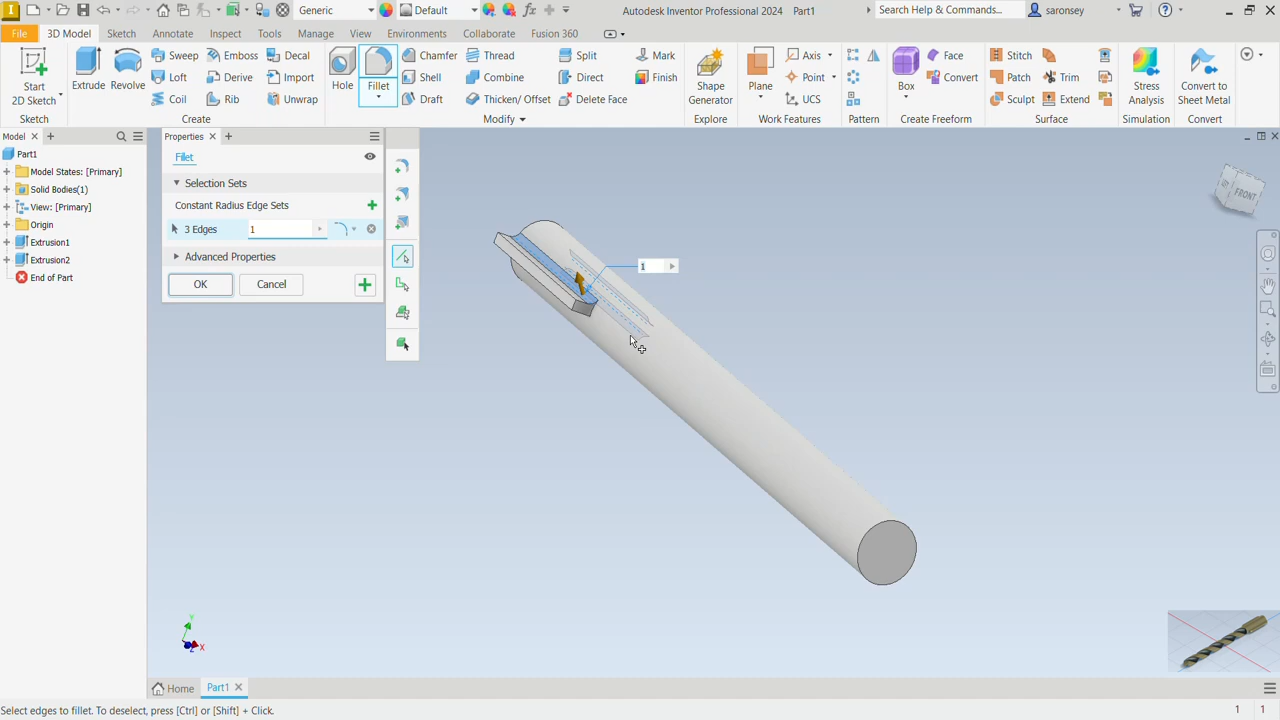 Generic
Default
Autodesk Inventor Professional 2024 Part1
Search Help & Commands...
saronsey
File
3D Model
Sketch
Annotate
Inspect
Tools
Manage
View
Environments
Collaborate
Fusion 360
Start
2D Sketch
Sketch
Extrude
Revolve
Sweep
Loft
Coil
Emboss
Derive
Rib
Decal
Import
Unwrap
Create
Hole
Fillet
Chamfer
Shell
Draft
Thread
Combine
Thicken/ Offset
Split
Direct
Delete Face
Mark
Finish
Modify
Shape
Generator
Explore
Plane
Axis
Point
UCS
Work Features
Pattern
Box
Face
Convert
Create Freeform
Stitch
Patch
Sculpt
Trim
Extend
Surface
Stress
Analysis
Simulation
Convert to
Sheet Metal
Convert
Model
Part1
Model States: [Primary]
Solid Bodies(1)
View: [Primary]
Origin
Extrusion1
Extrusion2
End of Part
Properties
Fillet
Selection Sets
Constant Radius Edge Sets
3 Edges 1
Advanced Properties
OK Cancel
1
FRONT
Y
X
Z
Home Part1
Select edges to fillet. To deselect, press [Ctrl] or [Shift] + Click.
1 1